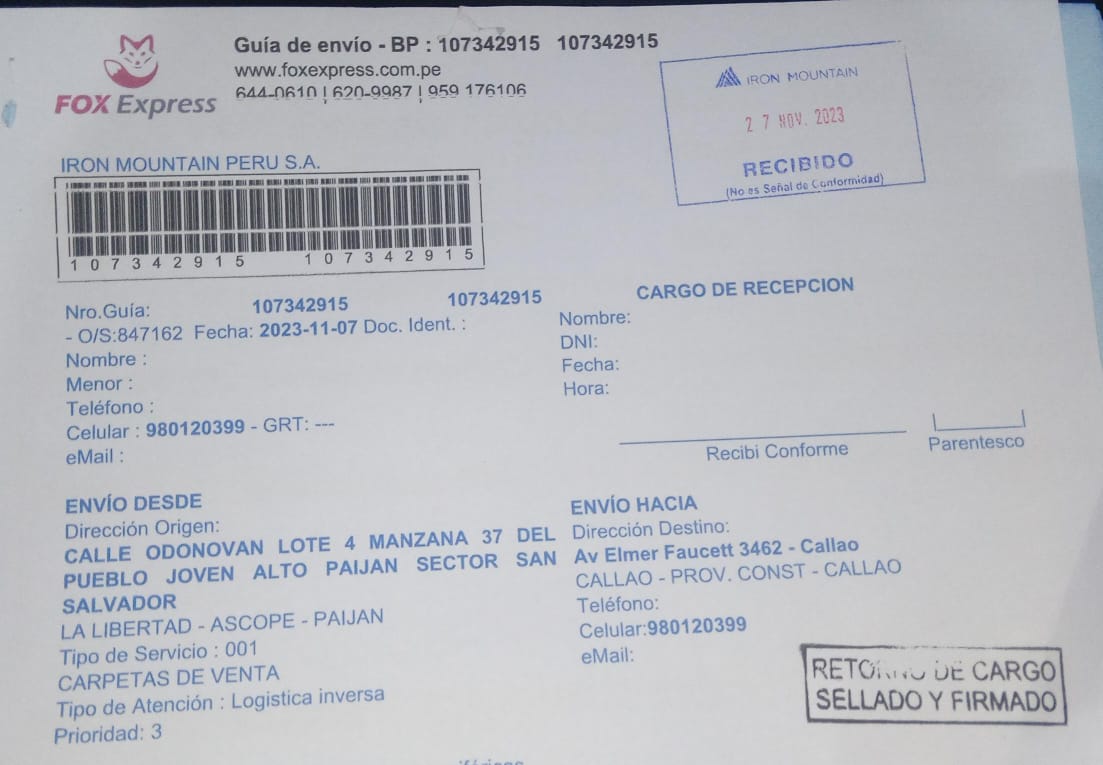 FOX Express
Guía de envío - BP : 107342915 107342915
www.foxexpress.com.pe
644-0610 | 620-9987 | 959 176106
IRON MOUNTAIN
2 7 NOV. 2023
RECIBIDO
(No es Señal de Conformidad)
IRON MOUNTAIN PERU S.A.
1 0 7 3 4 2 9 1 5 1 0 7 3 4 2 9 1 5
Nro.Guía: 107342915 107342915
- O/S:847162 Fecha: 2023-11-07 Doc. Ident. :
Nombre :
Menor :
Teléfono :
Celular : 980120399 - GRT: ---
eMail :
CARGO DE RECEPCION
Nombre:
DNI:
Fecha:
Hora:
Recibi Conforme
Parentesco
ENVÍO DESDE
Dirección Origen:
CALLE ODONOVAN LOTE 4 MANZANA 37 DEL
PUEBLO JOVEN ALTO PAIJAN SECTOR SAN
SALVADOR
LA LIBERTAD - ASCOPE - PAIJAN
Tipo de Servicio : 001
CARPETAS DE VENTA
Tipo de Atención : Logistica inversa
Prioridad: 3
ENVÍO HACIA
Dirección Destino:
Av Elmer Faucett 3462 - Callao
CALLAO - PROV. CONST - CALLAO
Teléfono:
Celular:980120399
eMail:
RETORNO DE CARGO
SELLADO Y FIRMADO